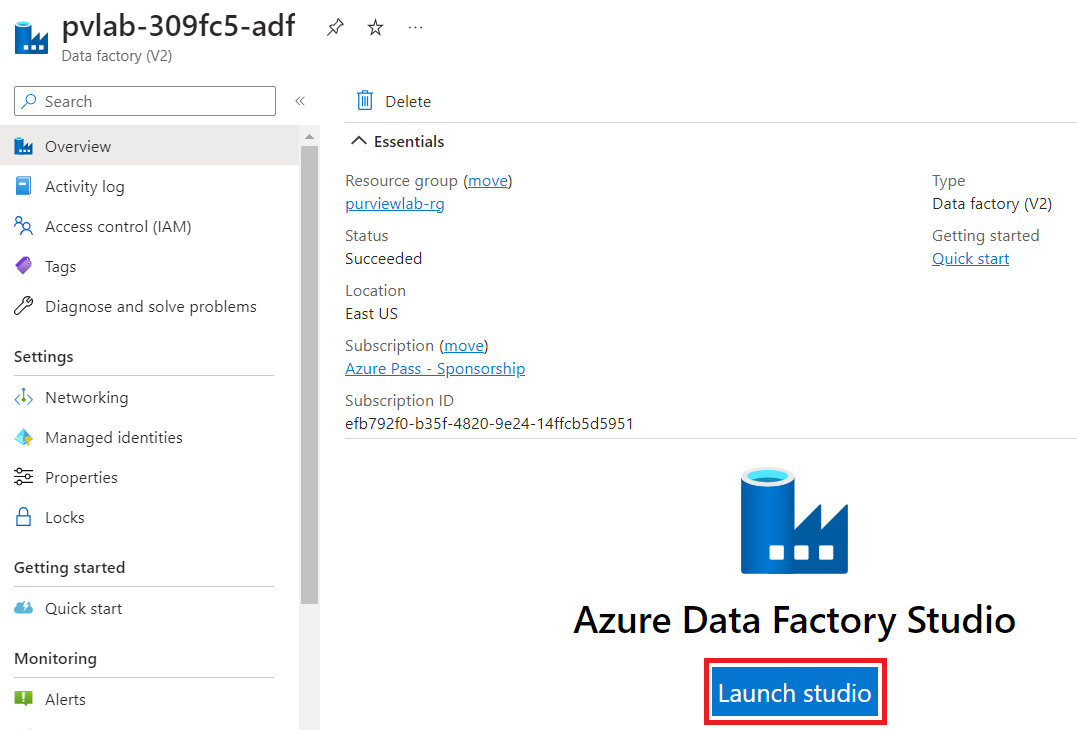 pvlab-309fc5-adf
Data factory (V2)
Search
Overview
Activity log
Access control (IAM)
Tags
Diagnose and solve problems
Settings
Networking
Managed identities
Properties
Locks
Getting started
Quick start
Monitoring
Alerts
Delete
Essentials
Resource group (move)
purviewlab-rg
Status
Succeeded
Location
East US
Subscription (move)
Azure Pass - Sponsorship
Subscription ID
efb792f0-b35f-4820-9e24-14ffcb5d5951
Type
Data factory (V2)
Getting started
Quick start
Azure Data Factory Studio
Launch studio